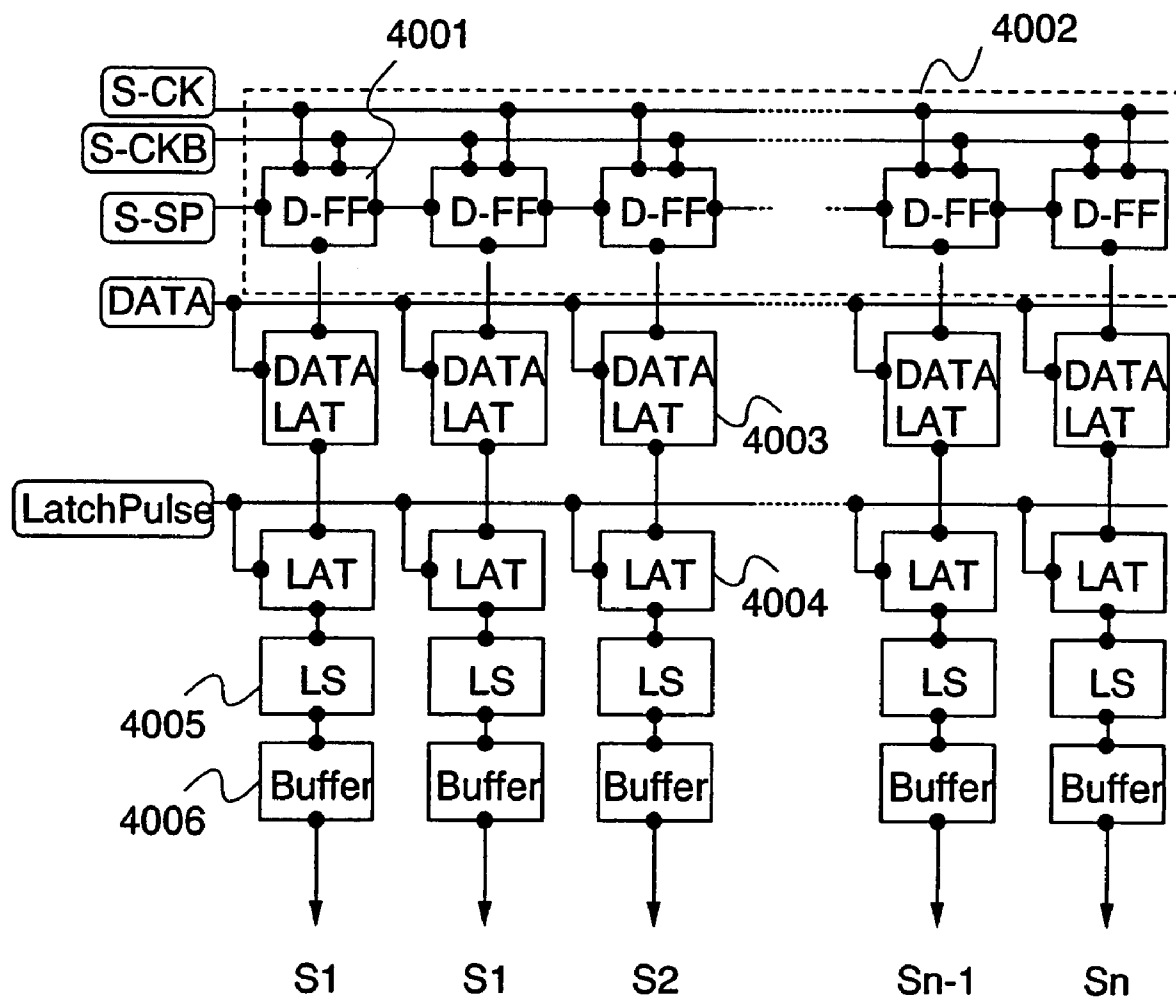 4001
4002
S-CK
S-CKB
S-SP
D-FF D-FF D-FF D-FF D-FF
DATA
DATA LAT
DATA LAT
DATA LAT
DATA LAT
DATA LAT
4003
LatchPulse
LAT LAT LAT LAT LAT
4004
LS LS LS LS LS
4005
Buffer Buffer Buffer Buffer Buffer
4006
S1 S1 S2 Sn-1 Sn